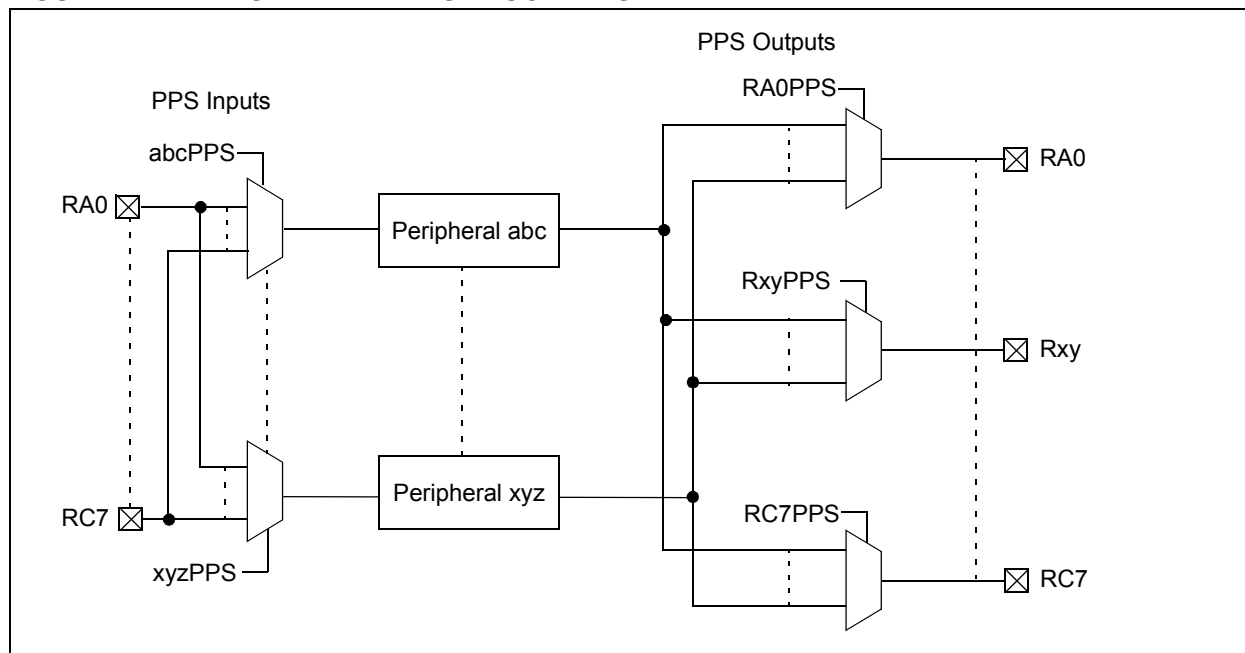 PPS Outputs
RA0PPS
PPS Inputs
abcPPS
RA0
RA0
Peripheral abc
RxyPPS
Rxy
Peripheral xyz
RC7
RC7PPS
xyzPPS
RC7